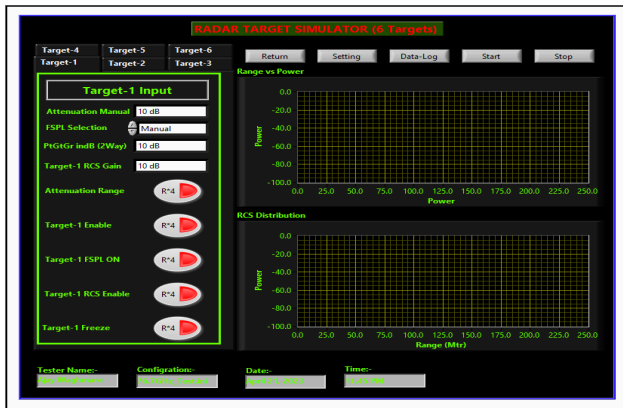 RADAR TARGET SIMULATOR (6 Targets)
Target-4 Target-5 Target-6
Target-1 Target-2 Target-3
Return Setting Data-Log Start Stop
Target-1 Input
Attenuation Manual 10 dB
FSPL Selection Manual
PtGtGr indB (2Way) 10 dB
Target-1 RCS Gain 10 dB
Attenuation Range R*4
Target-1 Enable R*4
Target-1 FSPL ON R*4
Target-1 RCS Enable R*4
Target-1 Freeze R*4
Range vs Power
Power
0.0
-20.0
-40.0
-60.0
-80.0
-100.0
0.0 25.0 50.0 75.0 100.0 125.0 150.0 175.0 200.0 225.0 250.0
Power
RCS Distribution
Power
0.0
-20.0
-40.0
-60.0
-80.0
-100.0
0.0 25.0 50.0 75.0 100.0 125.0 150.0 175.0 200.0 225.0 250.0
Range (Mtr)
Tester Name:- Configration:- Date:- Time:-